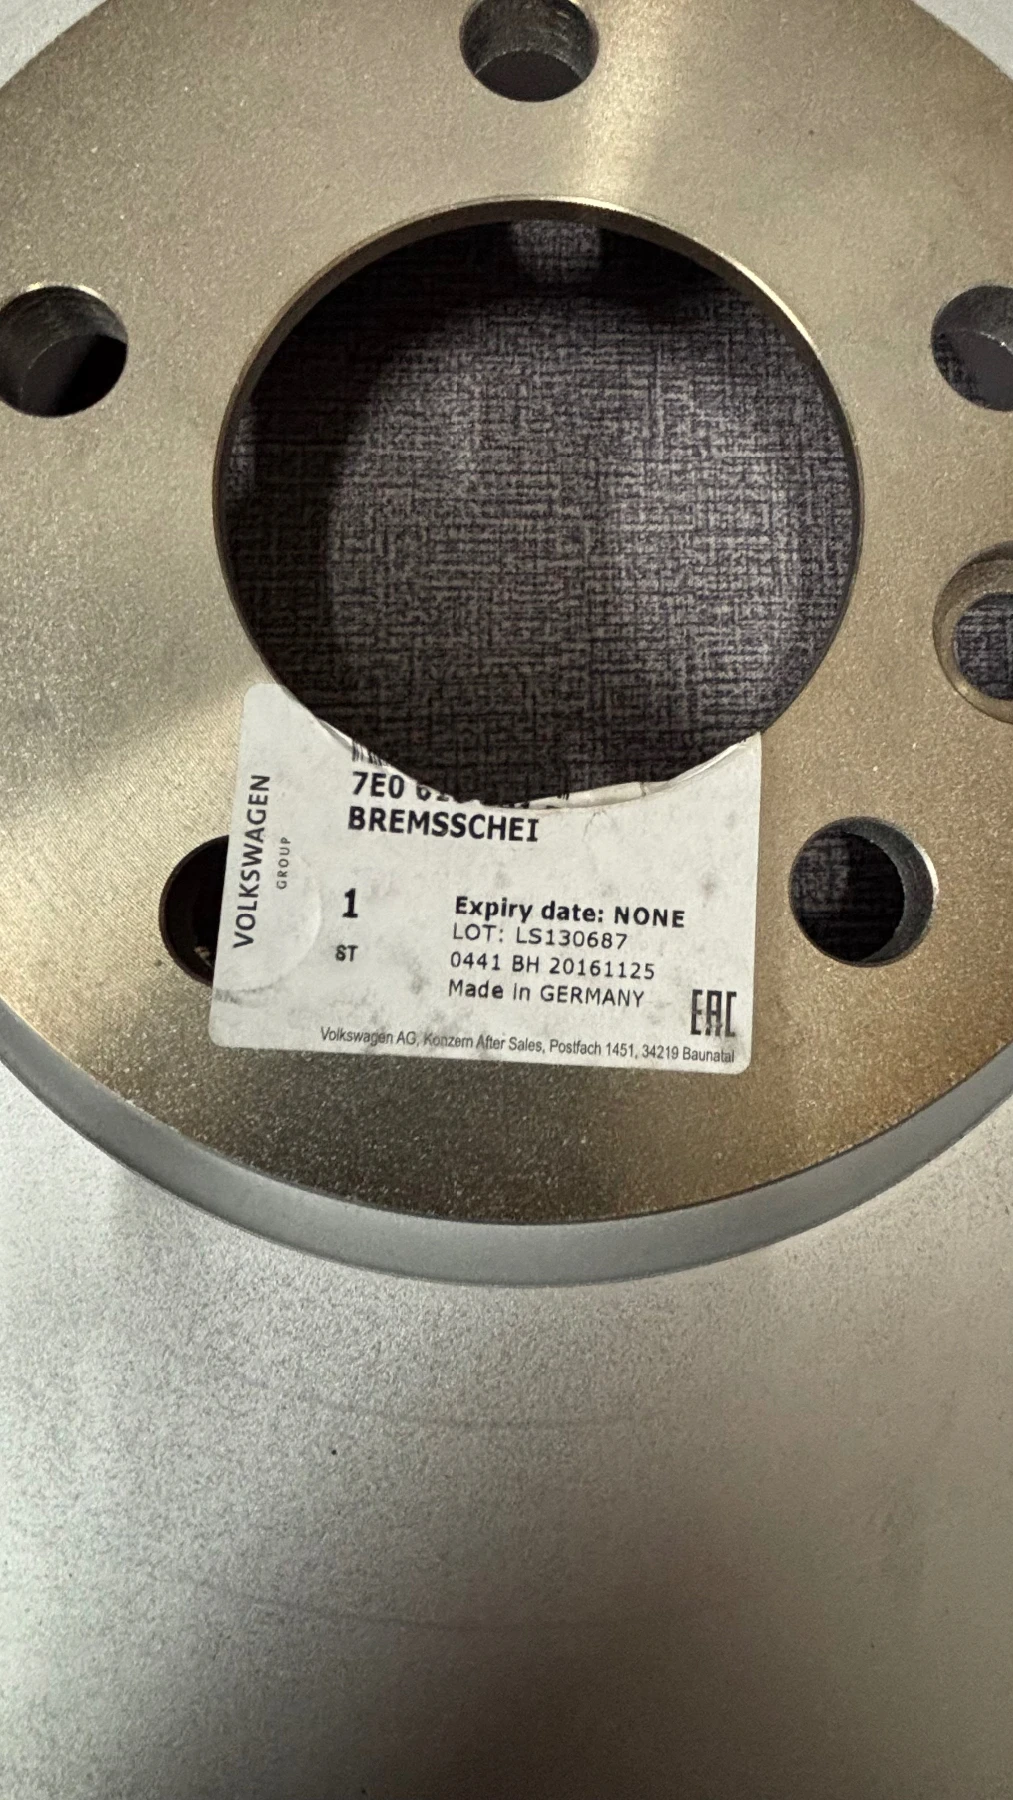 VOLKSWAGEN
GROUP
7E0
BREMSSCHEI
1
ST
Expiry date: NONE
LOT: LS130687
0441 BH 20161125
Made in GERMANY
EAC
Volkswagen AG, Konzern After Sales, Postfach 1451, 34219 Baunatal